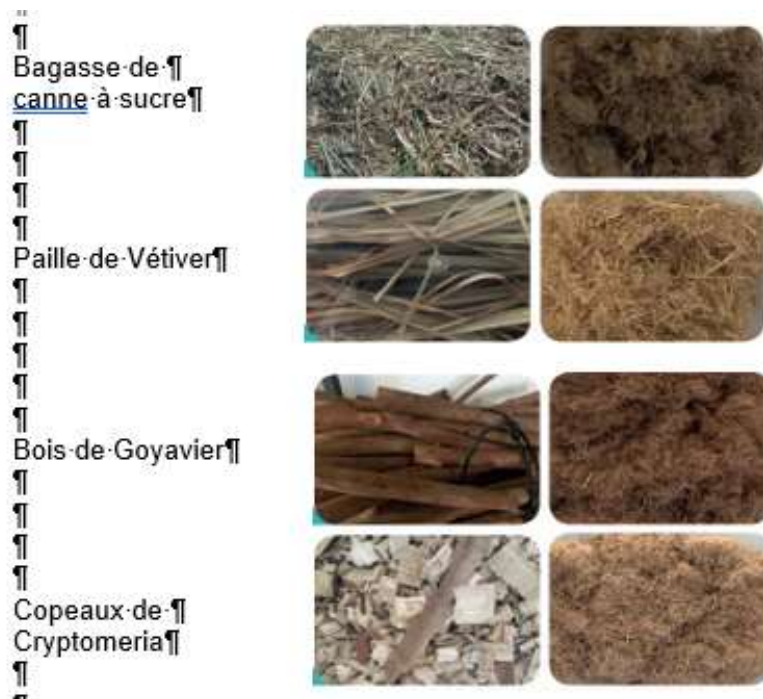 Bagasse de
canne à sucre
Paille de Vétiver
Bois de Goyavier
Copeaux de
Cryptomeria